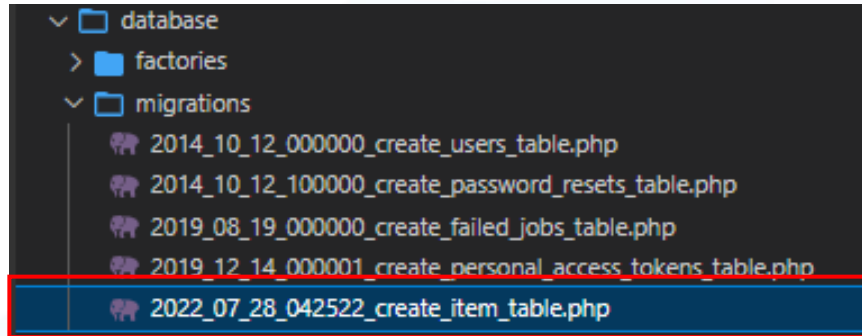 database
factories
migrations
2014_10_12_000000_create_users_table.php
2014_10_12_100000_create_password_resets_table.php
2019_08_19_000000_create_failed_jobs_table.php
2019_12_14_000001_create_personal_access_tokens_table.php
2022_07_28_042522_create_item_table.php